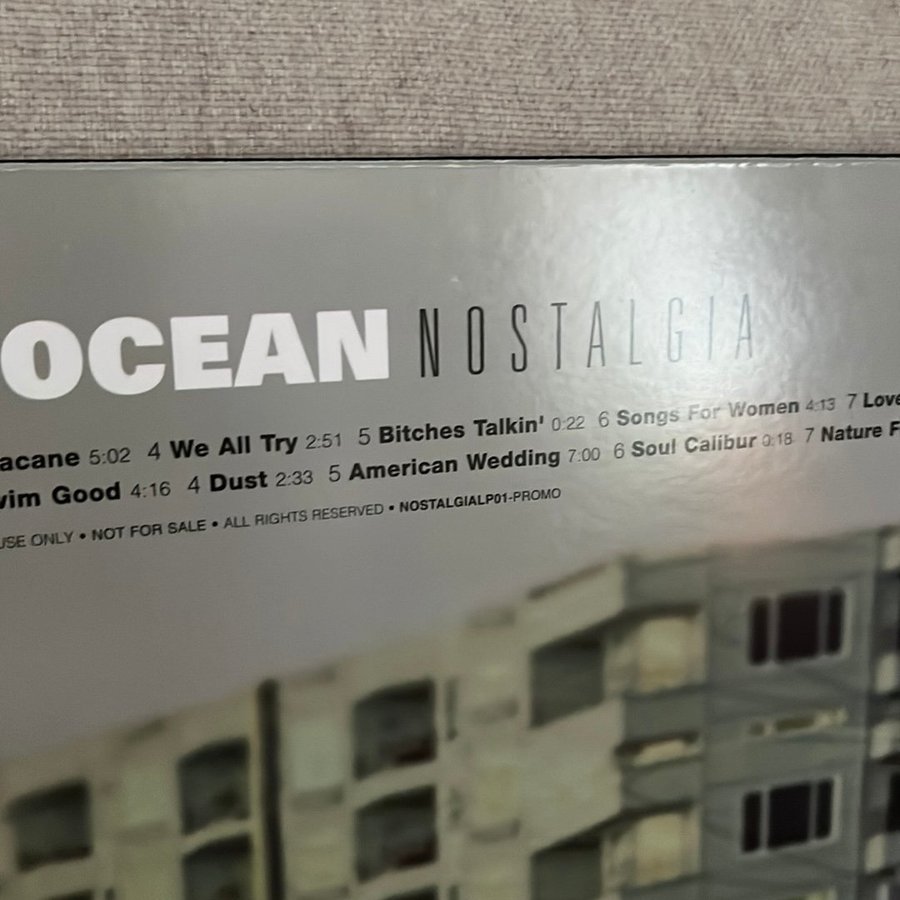 OCEAN NOSTALGIA
acane 5:02 4 We All Try 2:51 5 Bitches Talkin' 0:22 6 Songs For Women 4:13 7 Love
wim Good 4:16 4 Dust 2:33 5 American Wedding 7:00 6 Soul Calibur 0:18 7 Nature F
USE ONLY • NOT FOR SALE • ALL RIGHTS RESERVED • NOSTALGIALP01-PROMO